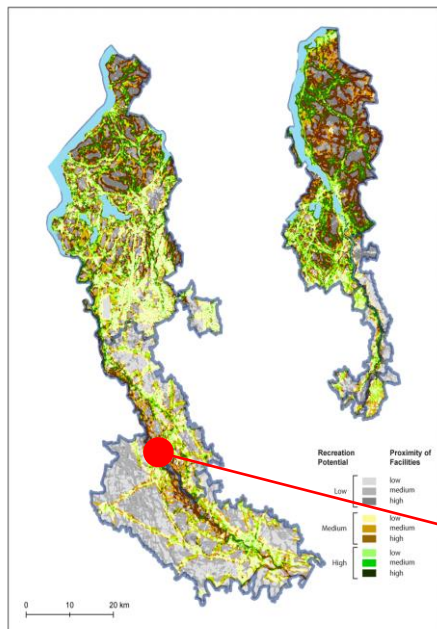 Recreation Potential
Proximity of Facilities
Low
low
medium
high
Medium
low
medium
high
High
low
medium
high
0 10 20 km